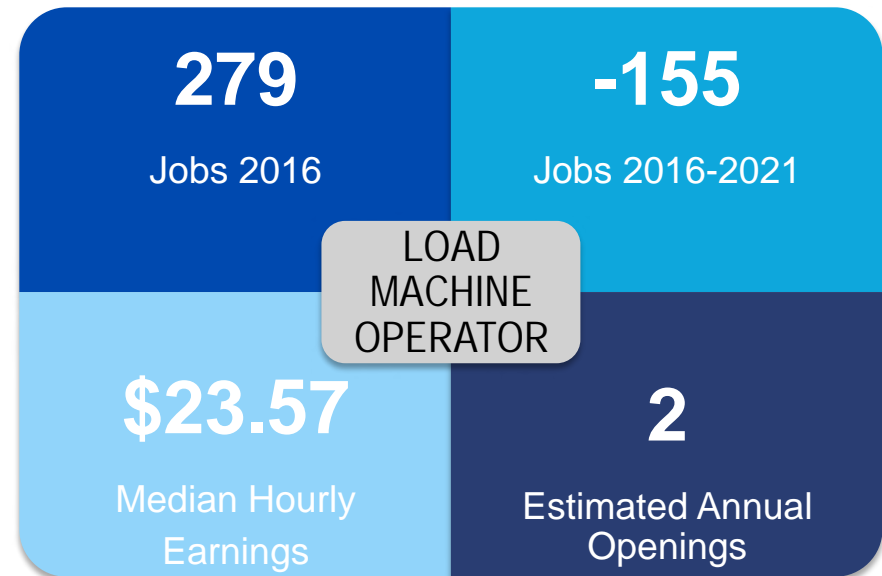 279
Jobs 2016
-155
Jobs 2016-2021
LOAD
MACHINE
OPERATOR
$23.57
Median Hourly
Earnings
2
Estimated Annual
Openings